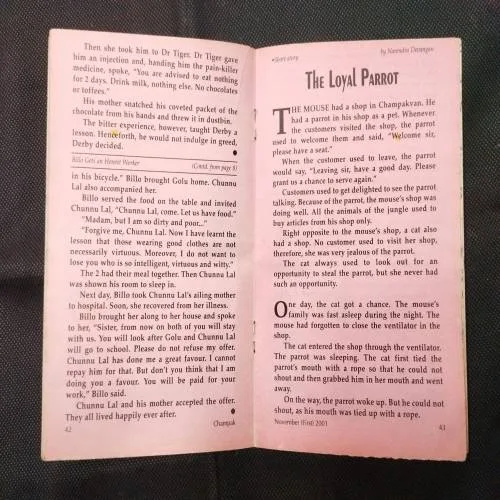 Then she took him to Dr Tiger. Dr Tiger gave
him an injection and, handing him the pain-killer
medicine, spoke, "You are advised to eat nothing
for 2 days. Drink milk, nothing else. No chocolates
or toffees."
His mother snatched his coveted packet of the
chocolate from his hands and threw it in dustbin.
The bitter experience, however, taught Derby a
lesson. Henceforth, he would not indulge in greed,
Derby decided.
Billo Gets an Honest Worker
(Contd. from page 8)
in his bicycle." Billo brought Golu home. Chunnu
Lal also accompanied her.
Billo served the food on the table and invited
Chunnu Lal, "Chunnu Lal, come. Let us have food."
"Madam, but I am so dirty and poor..."
"Forgive me, Chunnu Lal. Now I have learnt the
lesson that those wearing good clothes are not
necessarily virtuous. Moreover, I do not want to
lose you who is so intelligent, virtuous and witty."
The 2 had their meal together. Then Chunnu Lal
was shown his room to sleep in.
Next day, Billo took Chunnu Lal's ailing mother
to hospital. Soon, she recovered from her illness.
Billo brought her along to her house and spoke
to her, "Sister, from now on both of you will stay
with us. You will look after Golu and Chunnu Lal
will go to school. Please do not refuse my offer.
Chunnu Lal has done me a great favour. I cannot
repay him for that. But don't you think that I am
doing you a favour. You will be paid for your
work," Billo said.
Chunnu Lal and his mother accepted the offer.
They all lived happily ever after.
42
Champak
•Short story
by Narendra Devangan
THE LOYAL PARROT
THE MOUSE had a shop in Champakvan. He
had a parrot in his shop as a pet. Whenever
the customers visited the shop, the parrot
used to welcome them and said, "Welcome sir,
please have a seat."
When the customer used to leave, the parrot
would say, "Leaving sir, have a good day. Please
grant us a chance to serve again."
Customers used to get delighted to see the parrot
talking. Because of the parrot, the mouse's shop was
doing well. All the animals of the jungle used to
buy articles from his shop only.
Right opposite to the mouse's shop, a cat also
had a shop. No customer used to visit her shop,
therefore, she was very jealous of the parrot.
The cat always used to look out for an
opportunity to steal the parrot, but she never had
such an opportunity.
One day, the cat got a chance. The mouse's
family was fast asleep during the night. The
mouse had forgotten to close the ventilator in the
shop.
The cat entered the shop through the ventilator.
The parrot was sleeping. The cat first tied the
parrot's mouth with a rope so that he could not
shout and then grabbed him in her mouth and went
away.
On the way, the parrot woke up. But he could not
shout, as his mouth was tied up with a rope.
November (First) 2001
43